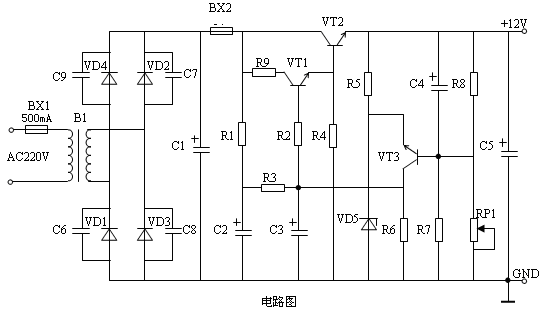 BX2
VT2
+12V
C9
VD4
VD2
C7
R9
VT1
R5
C4
R8
BX1
500mA
B1
AC220V
C1
R1
R2
R4
VT3
C5
R3
C6
VD1
VD3
C8
C2
C3
VD5
R6
R7
RP1
GND
电路图